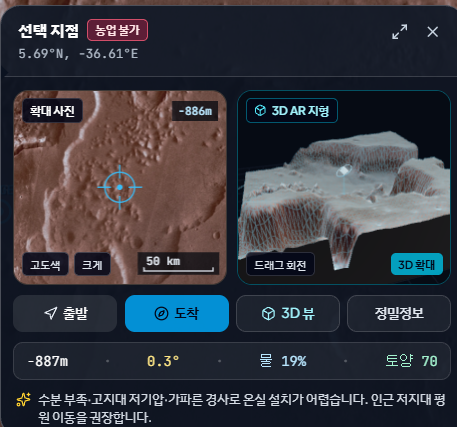 선택 지점 농업 불가
5.69°N, -36.61°E
확대 사진 -886m
3D AR 지형
고도색 크게 50 km
드래그 회전 3D 확대
출발 도착 3D 뷰 정밀정보
-887m · 0.3° · 물 19% · 토양 70
수분 부족·고지대 저기압·가파른 경사로 온실 설치가 어렵습니다. 인근 저지대 평
원 이동을 권장합니다.